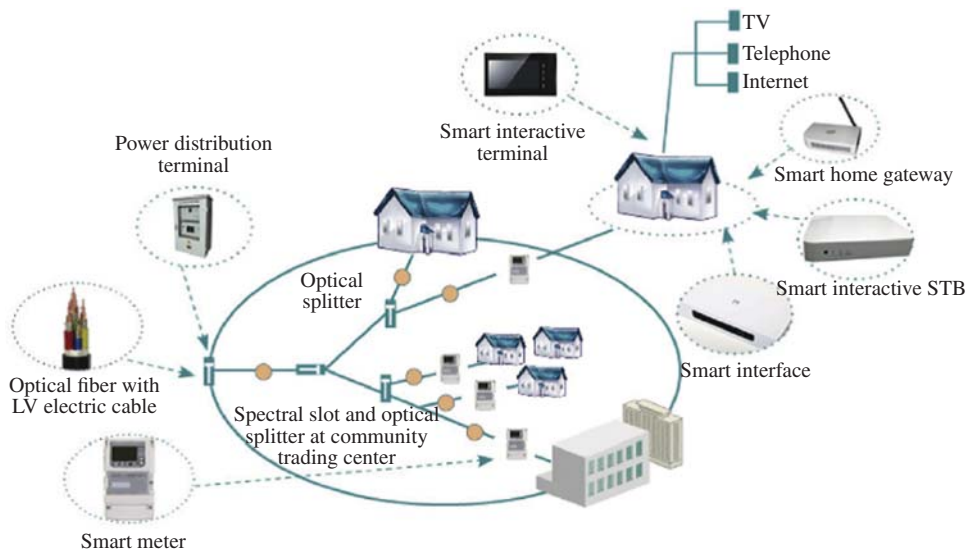 TV
Telephone
Internet
Smart interactive
terminal
Power distribution
terminal
Smart home gateway
Optical
splitter
Smart interactive STB
Smart interface
Optical fiber with
LV electric cable
Spectral slot and optical
splitter at community
trading center
Smart meter